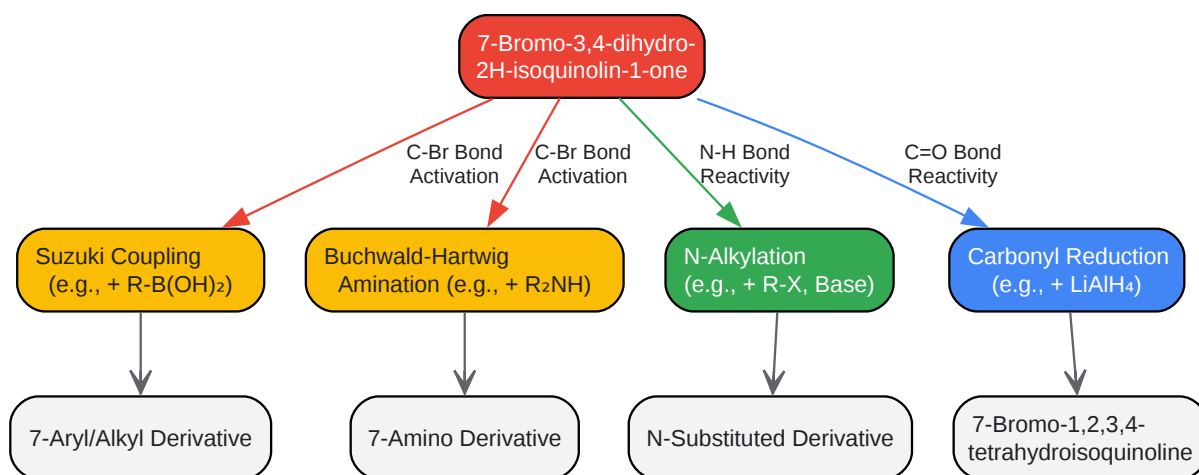 7-Bromo-3,4-dihydro-
2H-isoquinolin-1-one
C-Br Bond
Activation
C-Br Bond
Activation
N-H Bond
Reactivity
C=O Bond
Reactivity
Suzuki Coupling
(e.g., + R-B(OH)₂)
Buchwald-Hartwig
Amination (e.g., + R₂NH)
N-Alkylation
(e.g., + R-X, Base)
Carbonyl Reduction
(e.g., + LiAlH₄)
7-Aryl/Alkyl Derivative
7-Amino Derivative
N-Substituted Derivative
7-Bromo-1,2,3,4-
tetrahydroisoquinoline